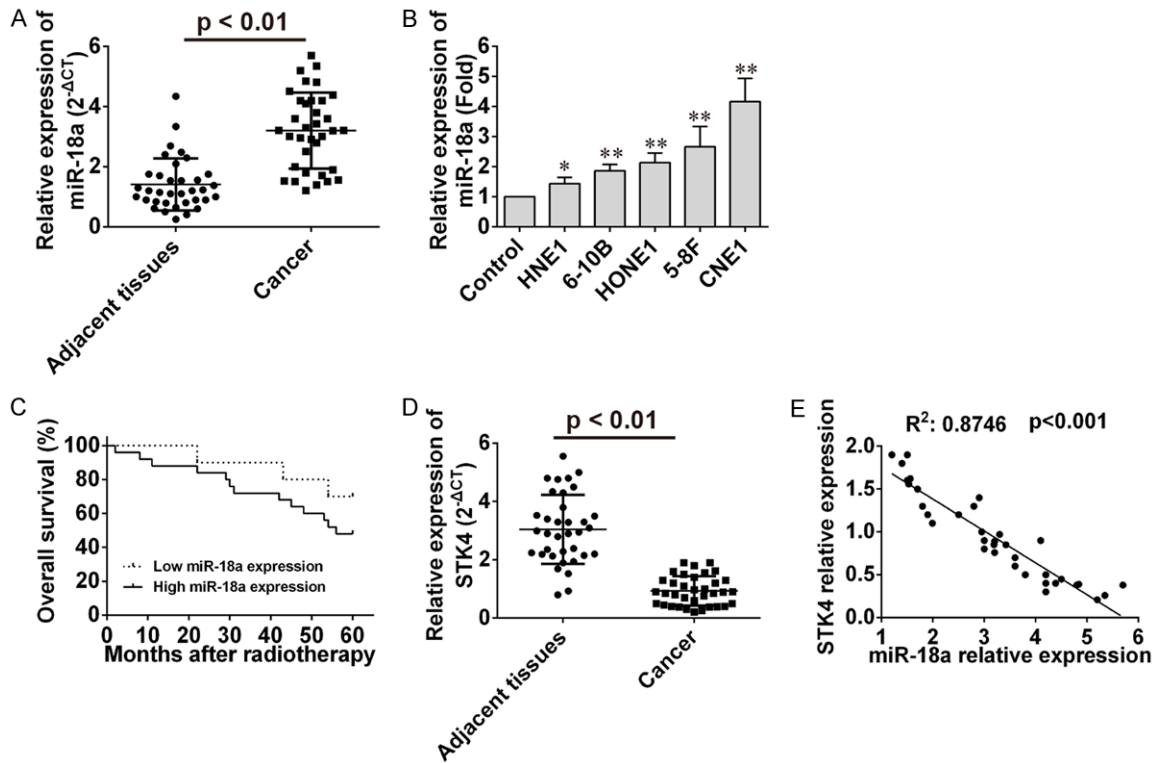 A
Relative expression of
miR-18a (2^-ΔCT)
p < 0.01
6
4
2
0
Adjacent tissues
Cancer
B
Relative expression of
miR-18a (Fold)
6
5
4
3
2
1
0
*
**
**
**
**
Control
HNE1
6-10B
HONE1
5-8F
CNE1
C
Overall survival (%)
100
80
60
40
20
0
Low miR-18a expression
High miR-18a expression
0 10 20 30 40 50 60
Months after radiotherapy
D
Relative expression of
STK4 (2^-ΔCT)
p < 0.01
6
4
2
0
Adjacent tissues
Cancer
E
R²: 0.8746 p<0.001
STK4 relative expression
2.0
1.5
1.0
0.5
0.0
1 2 3 4 5 6
miR-18a relative expression